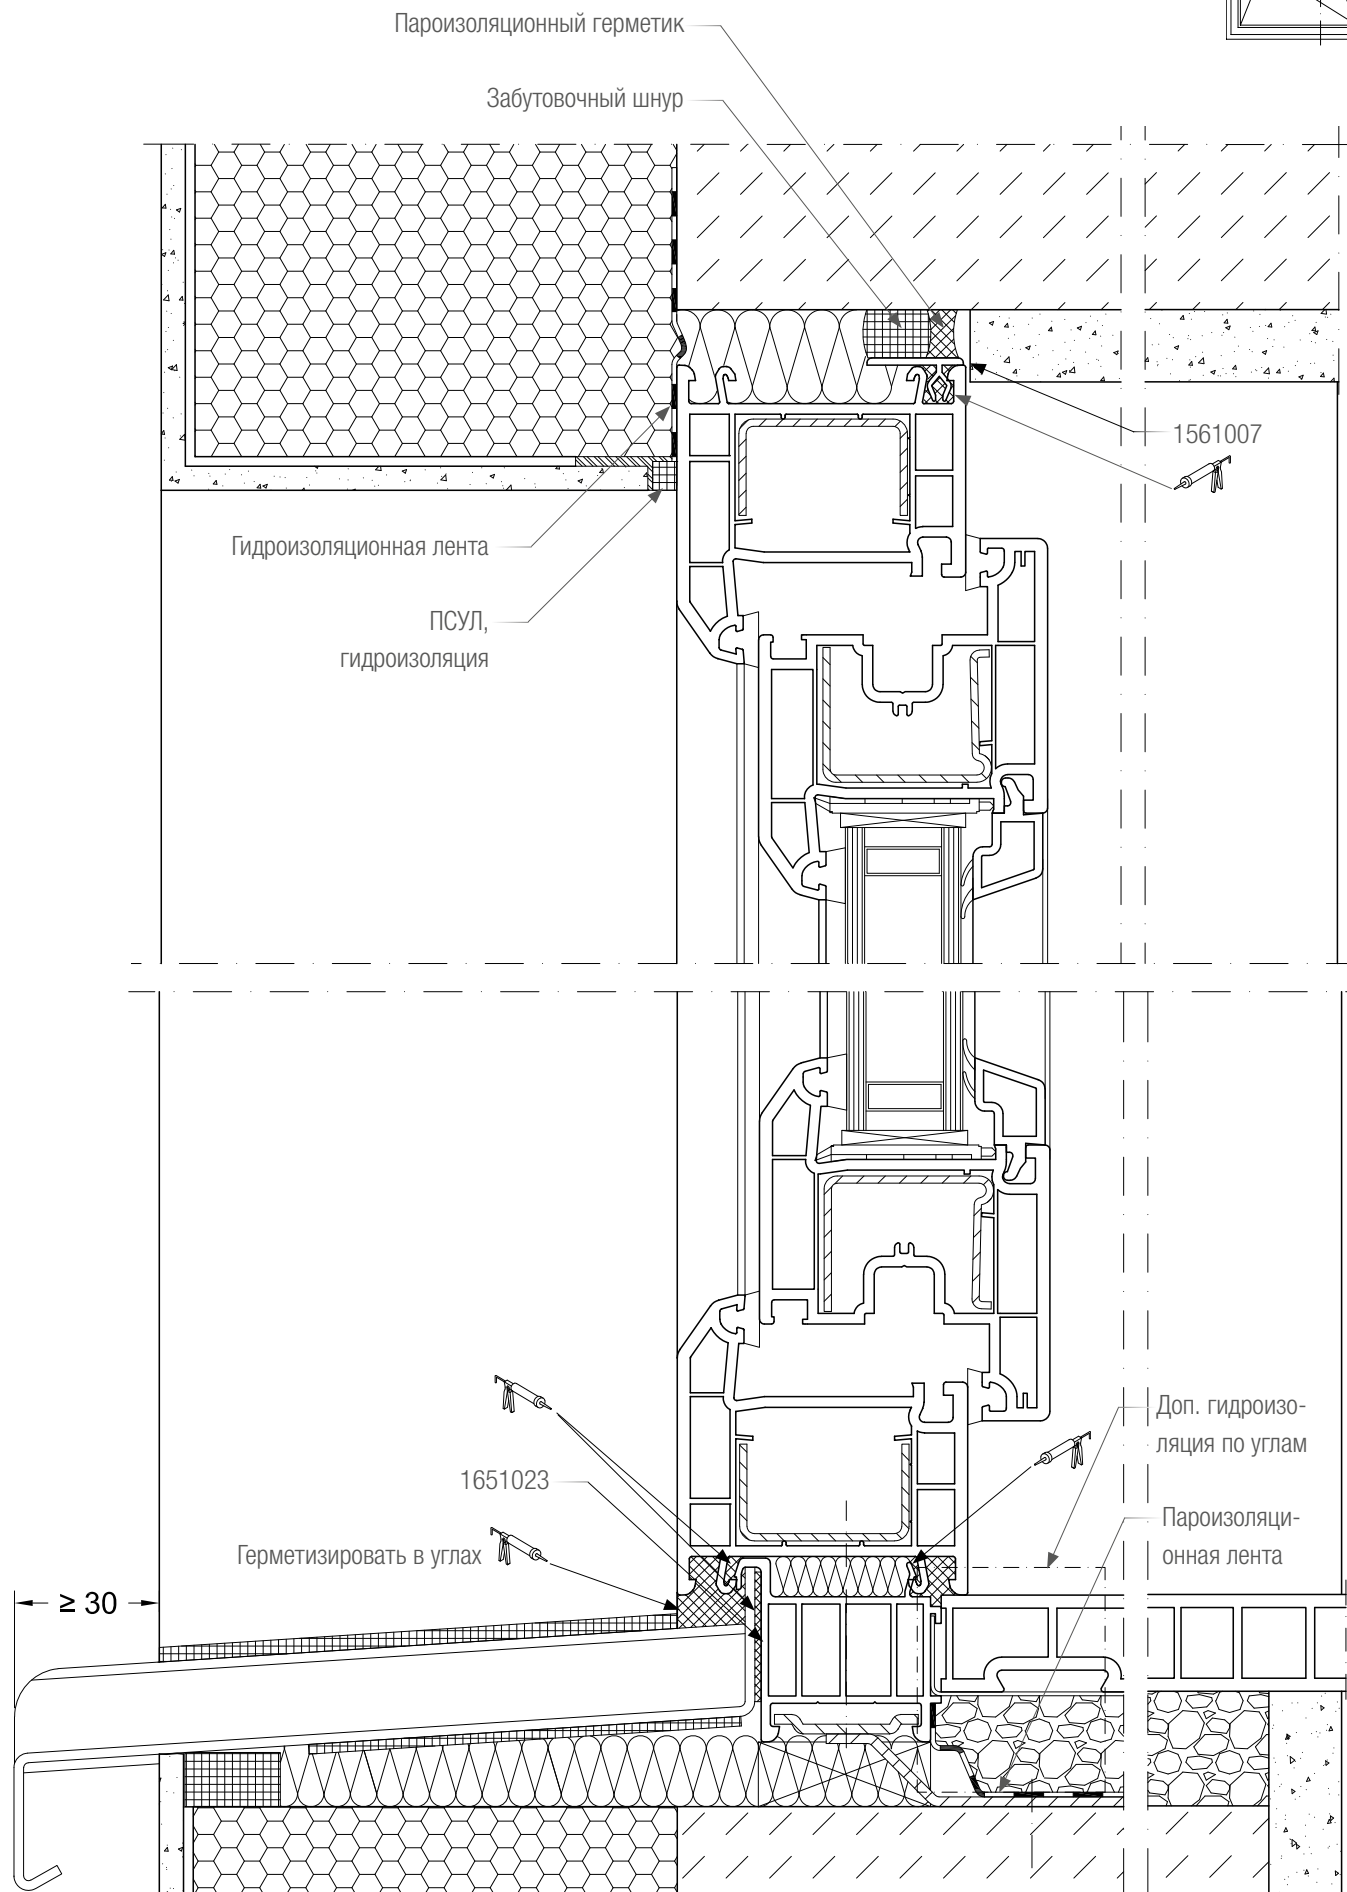 Пароизоляционный герметик
Забутовочный шнур
1561007
Гидроизоляционная лента
ПСУЛ,
гидроизоляция
Доп. гидроизо-
ляция по углам
1651023
Пароизоляци-
онная лента
Герметизировать в углах
≥ 30